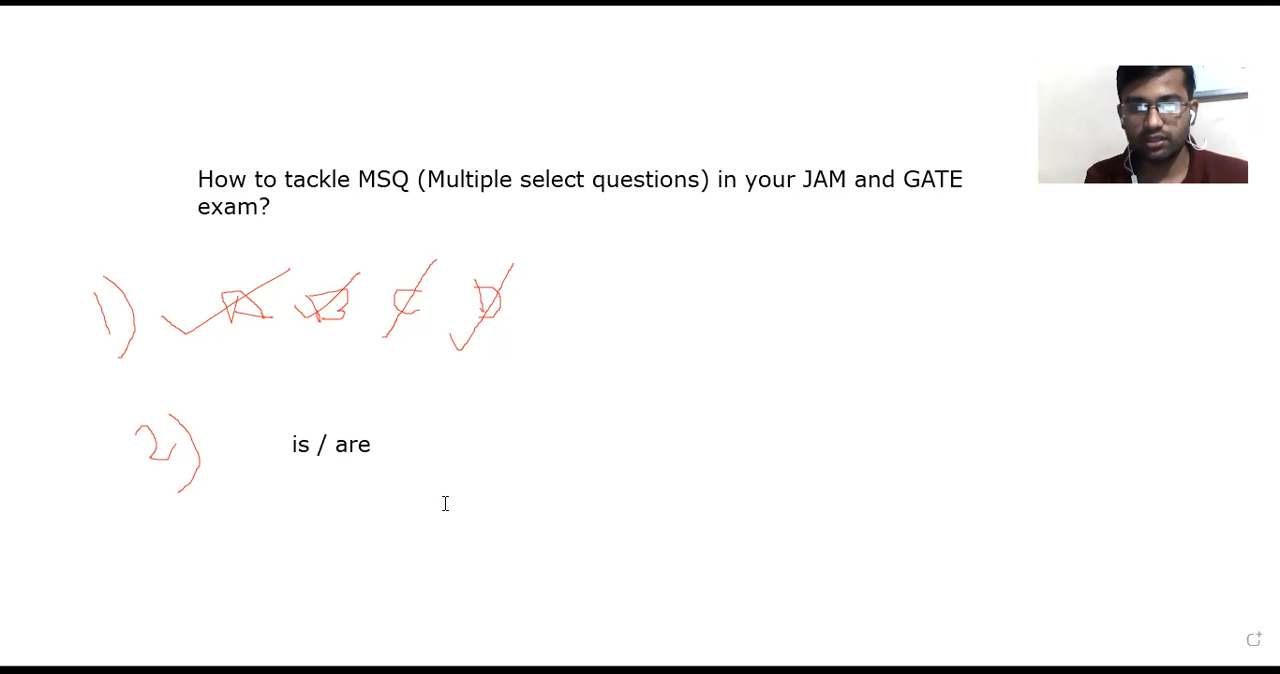 How to tackle MSQ (Multiple select questions) in your JAM and GATE
exam?
1) A B C D
2) is / are